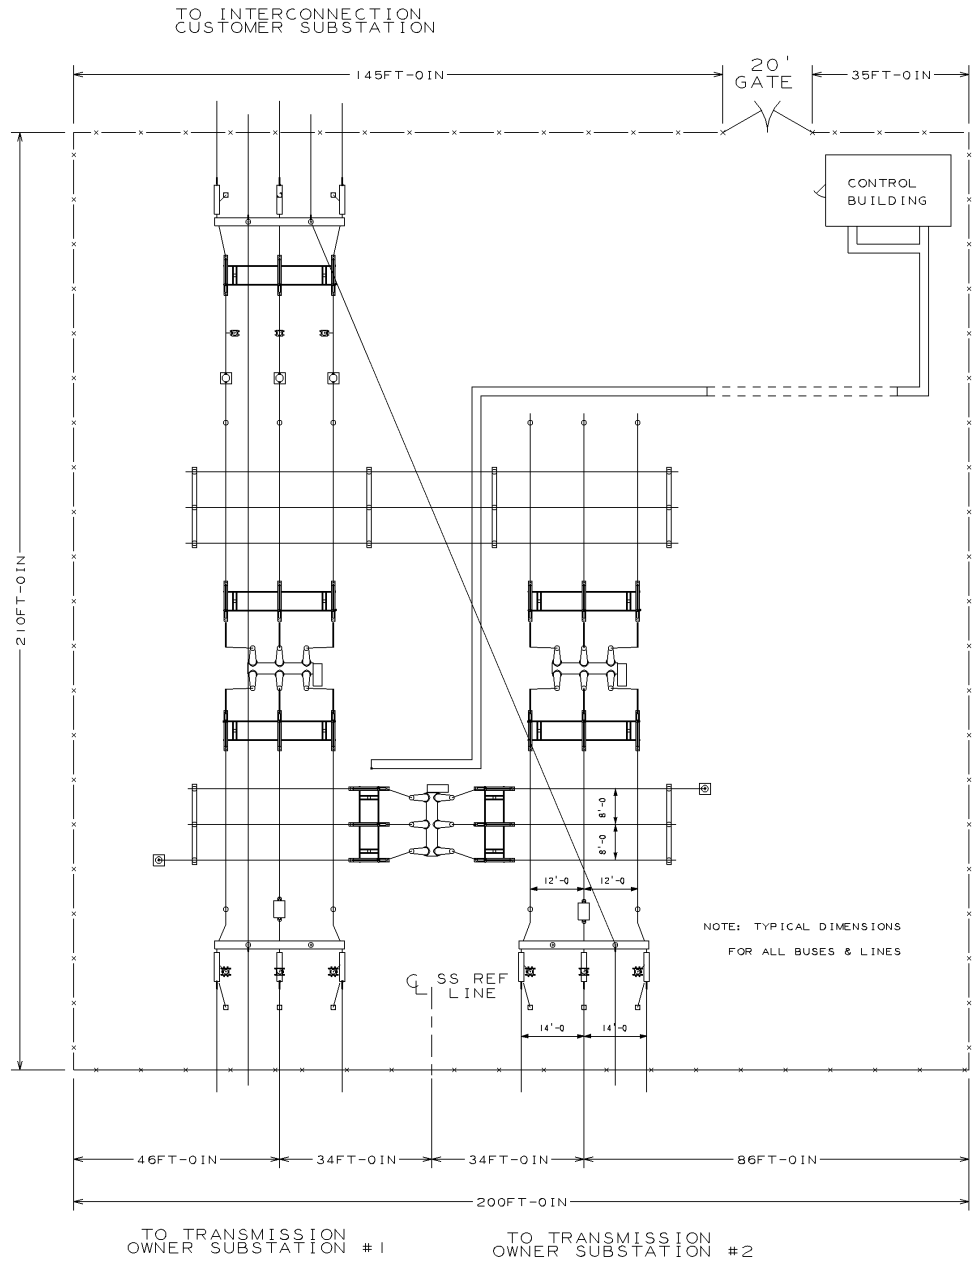 TO INTERCONNECTION
CUSTOMER SUBSTATION
145FT-0IN
20'
GATE
35FT-0IN
CONTROL
BUILDING
210FT-0IN
8'-0
8'-0
12'-0
12'-0
NOTE: TYPICAL DIMENSIONS
FOR ALL BUSES & LINES
CL SS REF
LINE
14'-0
14'-0
46FT-0IN
34FT-0IN
34FT-0IN
86FT-0IN
200FT-0IN
TO TRANSMISSION
OWNER SUBSTATION #1
TO TRANSMISSION
OWNER SUBSTATION #2